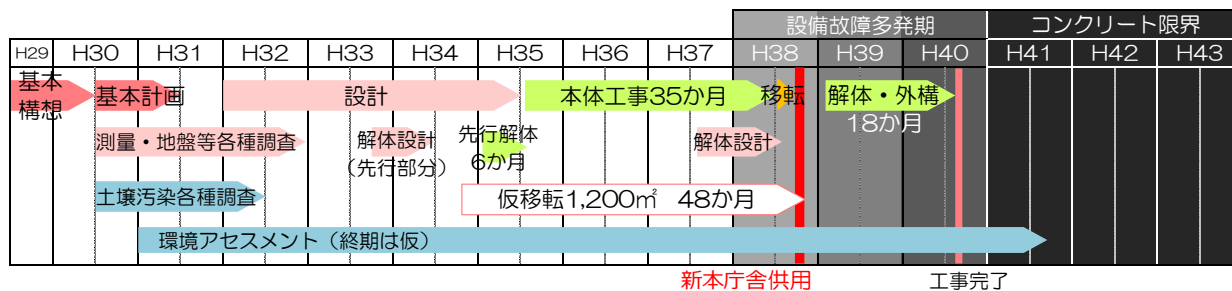 設備故障多発期 コンクリート限界
H29 H30 H31 H32 H33 H34 H35 H36 H37 H38 H39 H40 H41 H42 H43
基本
構想
基本計画 設計 本体工事35か月 移転 解体・外構
18か月
測量・地盤等各種調査 解体設計
(先行部分)
先行解体
6か月
解体設計
土壌汚染各種調査 仮移転1,200㎡ 48か月
環境アセスメント(終期は仮)
新本庁舎供用 工事完了